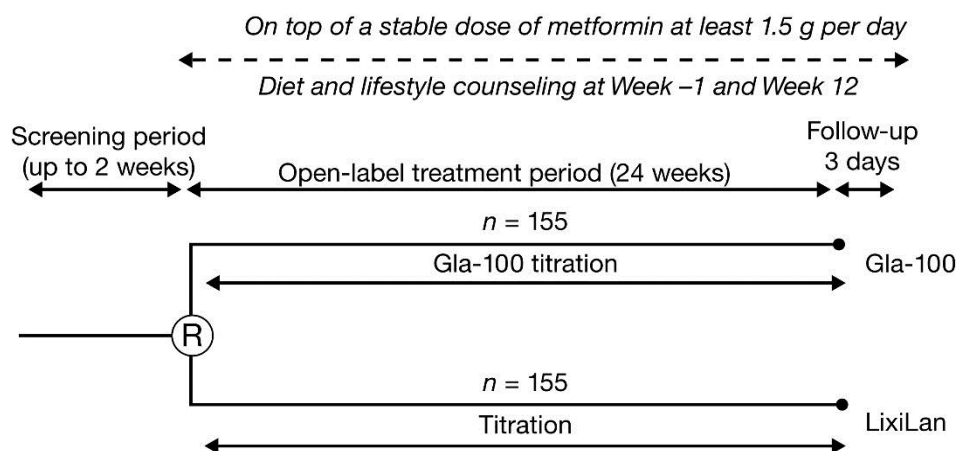 On top of a stable dose of metformin at least 1.5 g per day
Diet and lifestyle counseling at Week –1 and Week 12
Screening period
(up to 2 weeks)
Open-label treatment period (24 weeks)
Follow-up
3 days
n = 155
Gla-100 titration
Gla-100
R
n = 155
Titration
LixiLan